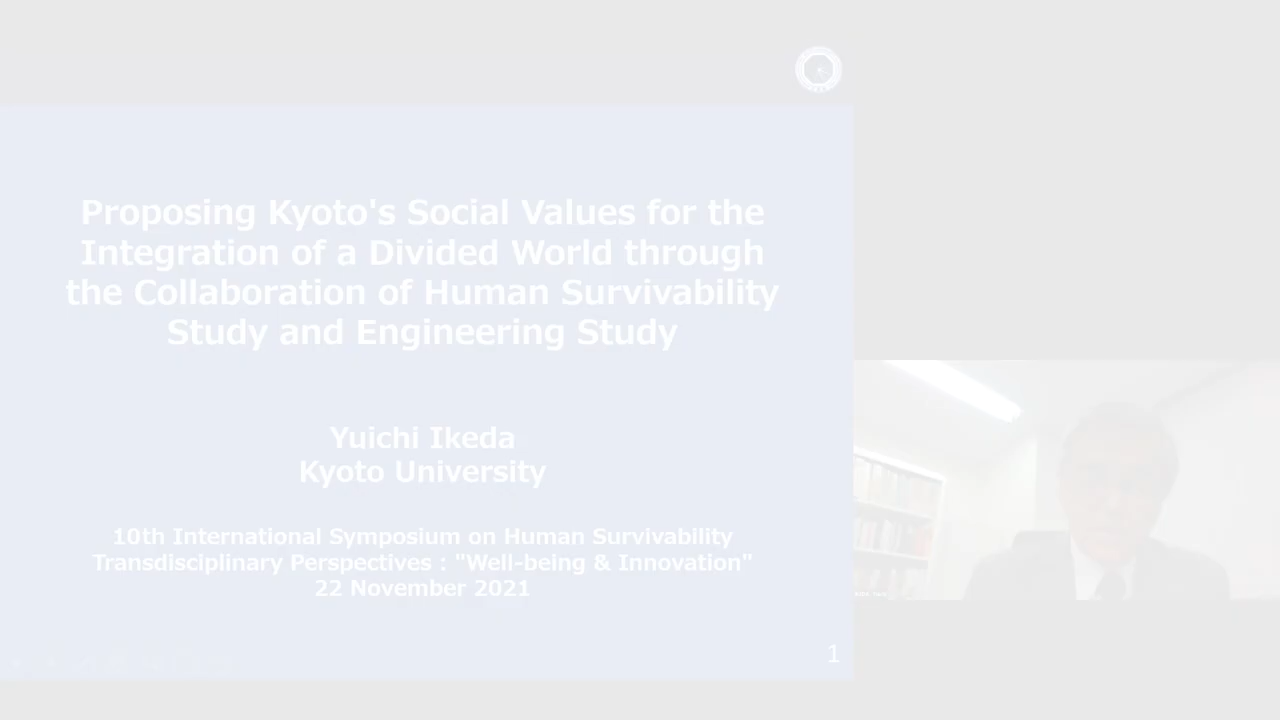 Proposing Kyoto's Social Values for the
Integration of a Divided World through
the Collaboration of Human Survivability
Study and Engineering Study
Yuichi Ikeda
Kyoto University
10th International Symposium on Human Survivability
Transdisciplinary Perspectives : "Well-being & Innovation"
22 November 2021
1